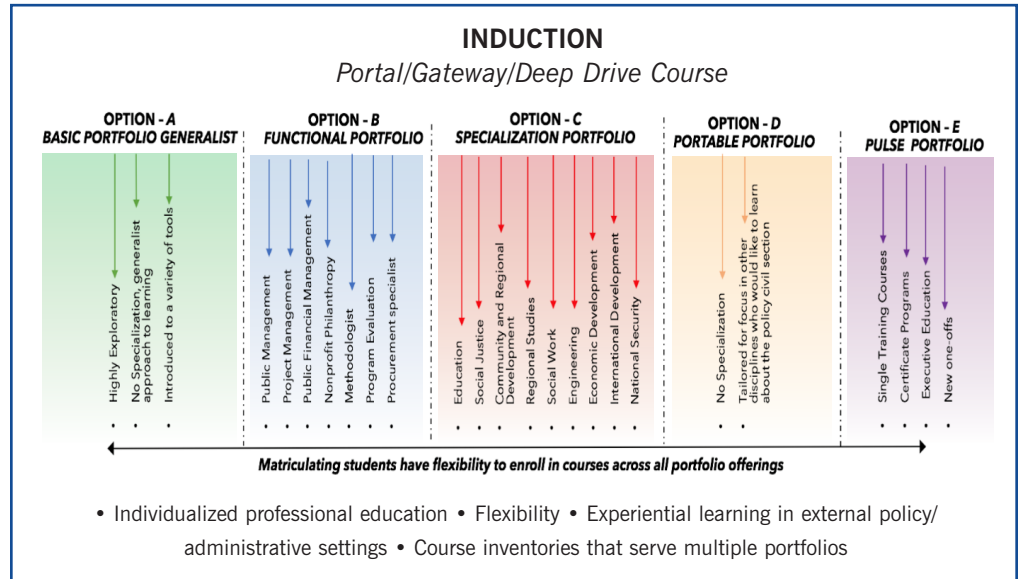 INDUCTION
Portal/Gateway/Deep Drive Course
OPTION - A
BASIC PORTFOLIO GENERALIST
Highly Exploratory
No Specialization, generalist
approach to learning
Introduced to a variety of tools
OPTION - B
FUNCTIONAL PORTFOLIO
Public Management
Project Management
Public Financial Management
Nonprofit Philanthropy
Methodologist
Program Evaluation
Procurement specialist
OPTION - C
SPECIALIZATION PORTFOLIO
Education
Social Justice
Community and Regional
Development
Regional Studies
Social Work
Engineering
Economic Development
International Development
National Security
OPTION - D
PORTABLE PORTFOLIO
No Specialization
Tailored for focus in other
disciplines who would like to learn
about the policy civil section
OPTION - E
PULSE PORTFOLIO
Single Training Courses
Certificate Programs
Executive Education
New one-offs
Matriculating students have flexibility to enroll in courses across all portfolio offerings
• Individualized professional education • Flexibility • Experiential learning in external policy/
administrative settings • Course inventories that serve multiple portfolios